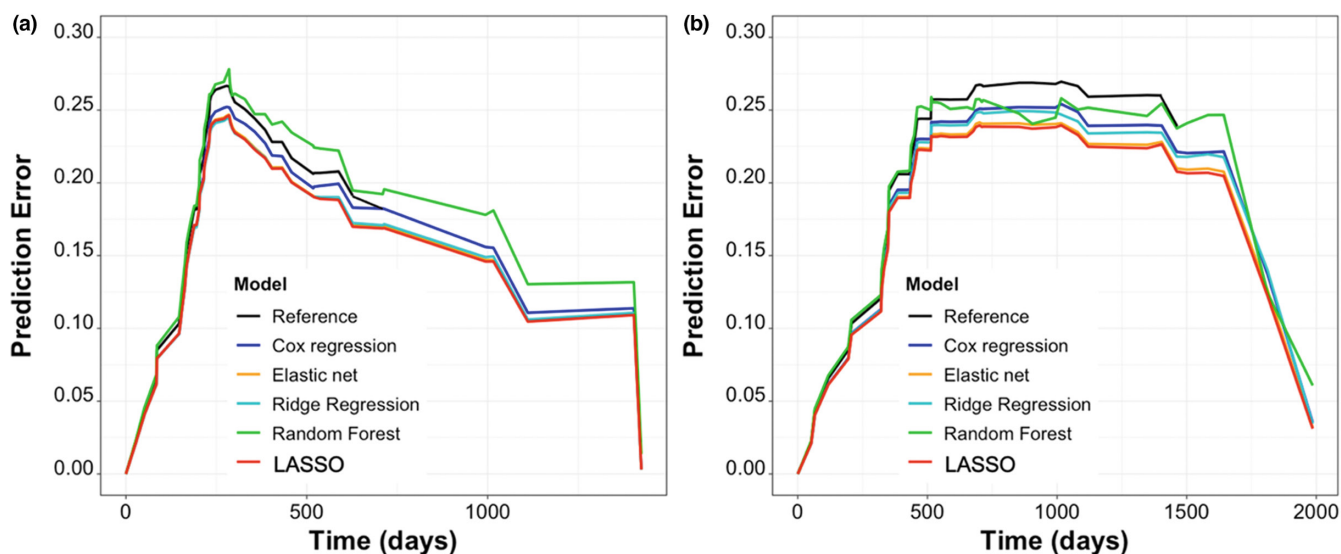 (a)
0.30
0.25
0.20
0.15
0.10
0.05
0.00
Prediction Error
Model
Reference
Cox regression
Elastic net
Ridge Regression
Random Forest
LASSO
0 500 1000
Time (days)
(b)
0.30
0.25
0.20
0.15
0.10
0.05
0.00
Prediction Error
Model
Reference
Cox regression
Elastic net
Ridge Regression
Random Forest
LASSO
0 500 1000 1500 2000
Time (days)